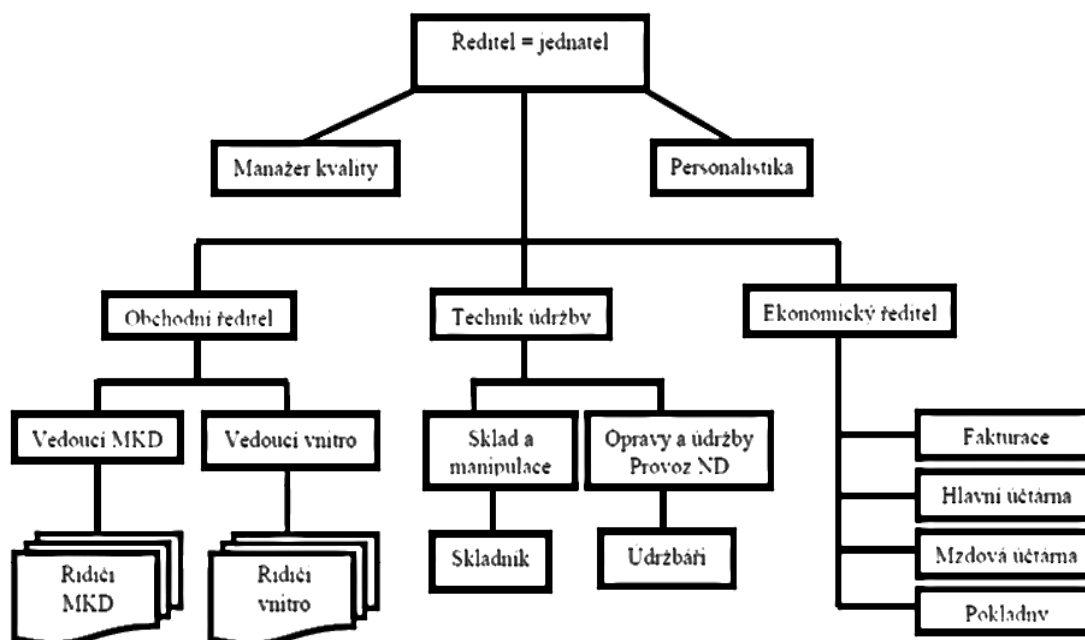 Ředitel = jednatel
Manažer kvality
Personalistika
Obchodní ředitel
Technik údržby
Ekonomický ředitel
Vedoucí MKD
Vedoucí vnitro
Sklad a
manipulace
Opravy a údržby
Provoz ND
Fakturace
Hlavní účtárna
Mzdová účtárna
Pokladny
Skladník
Údržbáři
Řidiči
MKD
Řidiči
vnitro